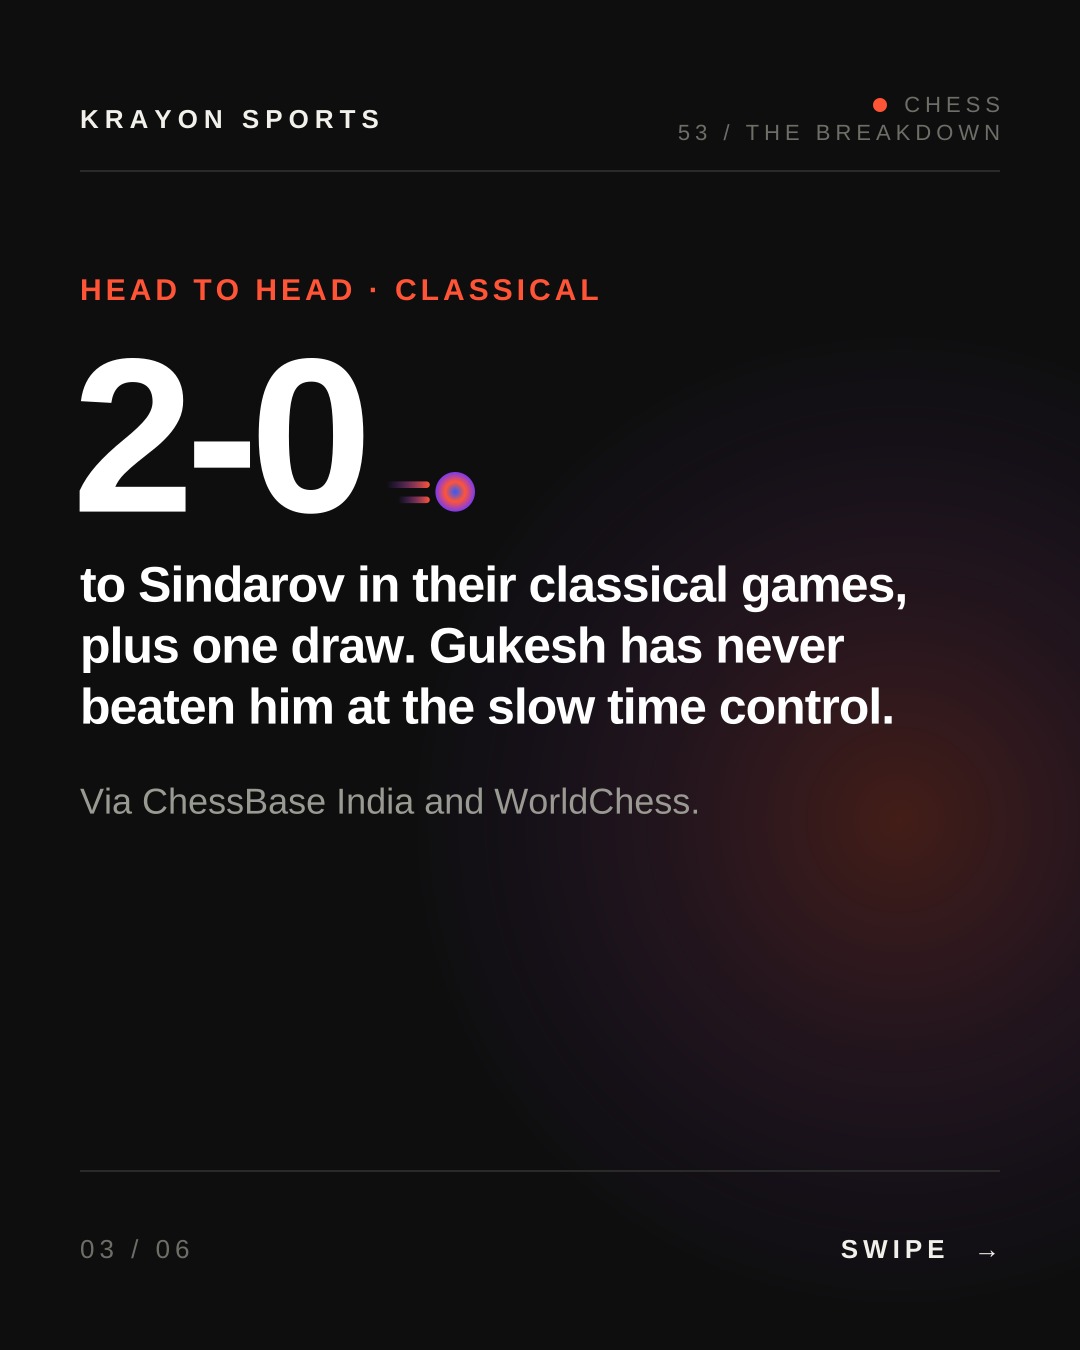 KRAYON SPORTS
CHESS
53 / THE BREAKDOWN
HEAD TO HEAD · CLASSICAL
2-0
to Sindarov in their classical games,
plus one draw. Gukesh has never
beaten him at the slow time control.
Via ChessBase India and WorldChess.
03 / 06
SWIPE →